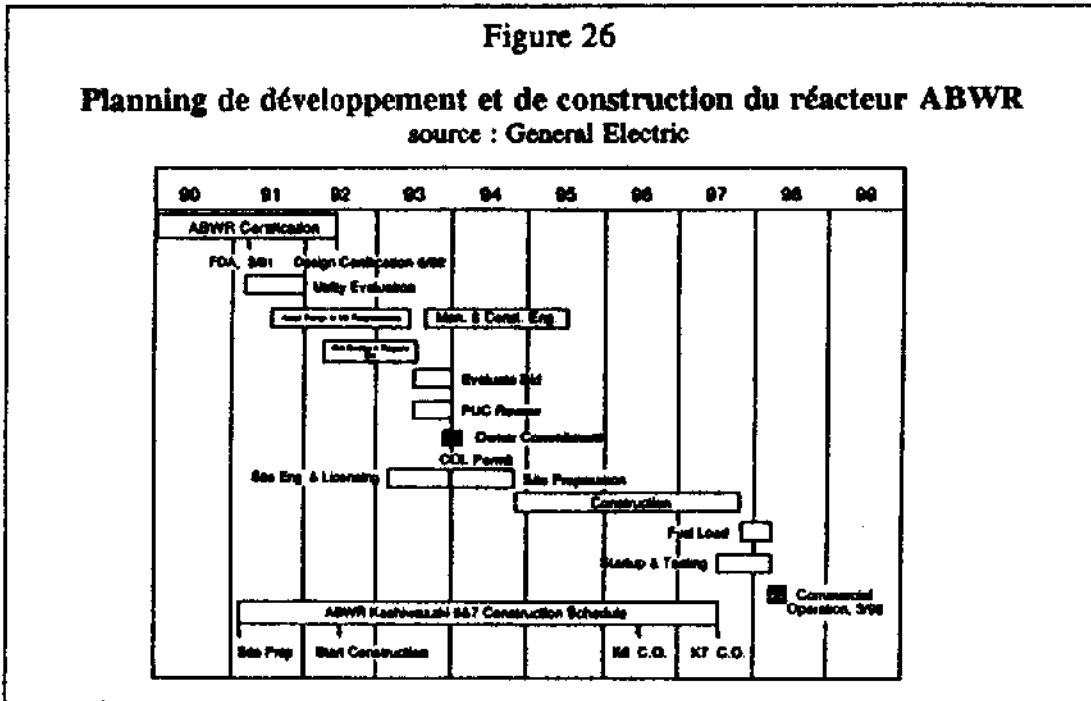 Figure 26
Planning de développement et de construction du réacteur ABWR
source : General Electric
90 91 92 93 94 95 96 97 98 99
ABWR Certification
FDA, 3/91 Design Certification 6/92
Utility Evaluation
Man. & Const. Eng.
Evaluate Bid
PUC Review
Owner Commitment
COL Permit
Site Eng. & Licensing
Site Preparation
Construction
Fuel Load
Startup & Testing
Commercial
Operation, 3/98
ABWR Kashiwazaki 6&7 Construction Schedule
Site Prep Start Construction K6 C.O. K7 C.O.